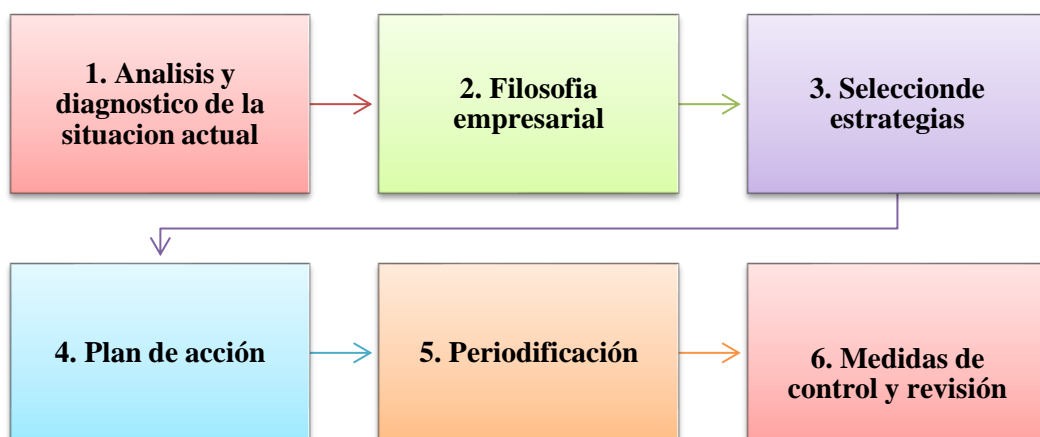 1. Analisis y
diagnostico de la
situacion actual
2. Filosofia
empresarial
3. Seleccionde
estrategias
4. Plan de acción
5. Periodificación
6. Medidas de
control y revisión